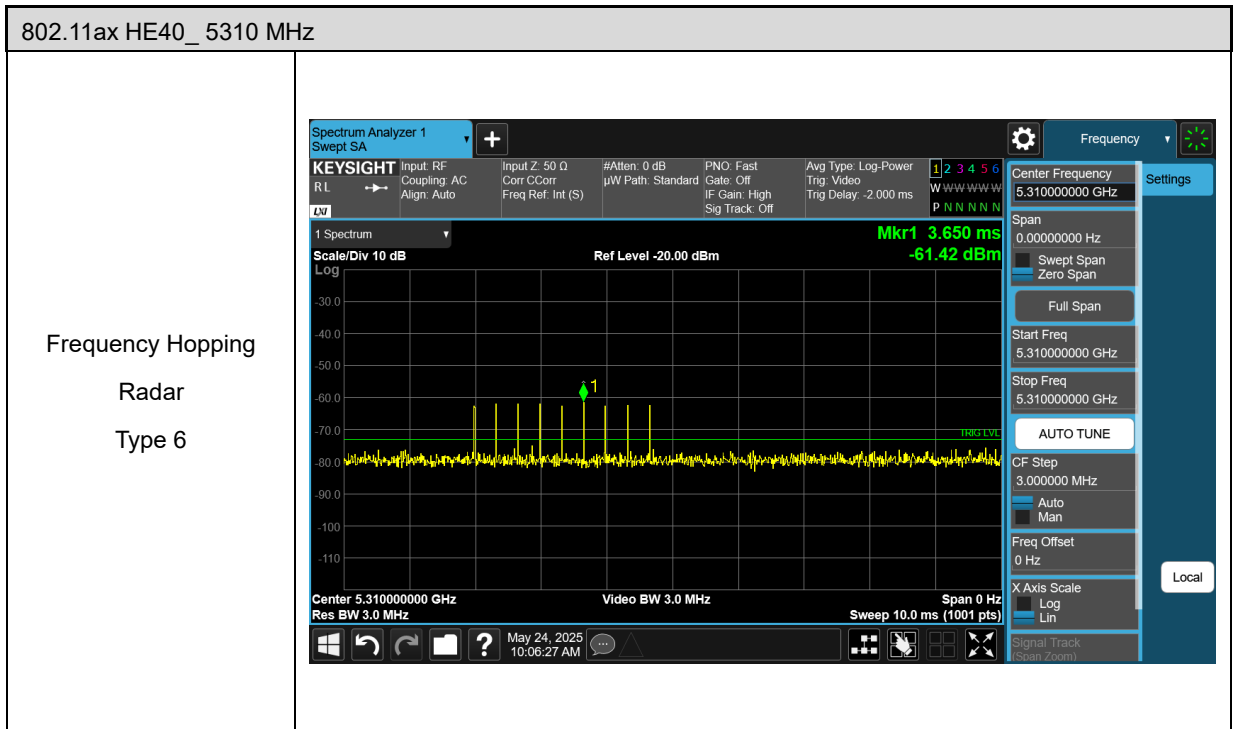 802.11ax HE40_ 5310 MHz
Frequency Hopping
Radar
Type 6
Spectrum Analyzer 1
Swept SA
+
Frequency
KEYSIGHT
RL
LXI
Input: RF
Coupling: AC
Align: Auto
Input Z: 50 Ω
Corr CCorr
Freq Ref: Int (S)
#Atten: 0 dB
µW Path: Standard
PNO: Fast
Gate: Off
IF Gain: High
Sig Track: Off
Avg Type: Log-Power
Trig: Video
Trig Delay: -2.000 ms
1 2 3 4 5 6
W W W W W W
P N N N N N
1 Spectrum
Scale/Div 10 dB
Ref Level -20.00 dBm
Mkr1 3.650 ms
-61.42 dBm
Log
-30.0
-40.0
-50.0
-60.0
-70.0
-80.0
-90.0
-100
-110
1
TRIG LVL
Center 5.310000000 GHz
Video BW 3.0 MHz
Span 0 Hz
Res BW 3.0 MHz
Sweep 10.0 ms (1001 pts)
?
May 24, 2025
10:06:27 AM
Center Frequency
5.310000000 GHz
Span
0.00000000 Hz
Swept Span
Zero Span
Full Span
Start Freq
5.310000000 GHz
Stop Freq
5.310000000 GHz
AUTO TUNE
CF Step
3.000000 MHz
Auto
Man
Freq Offset
0 Hz
X Axis Scale
Log
Lin
Signal Track
(Span Zoom)
Settings
Local